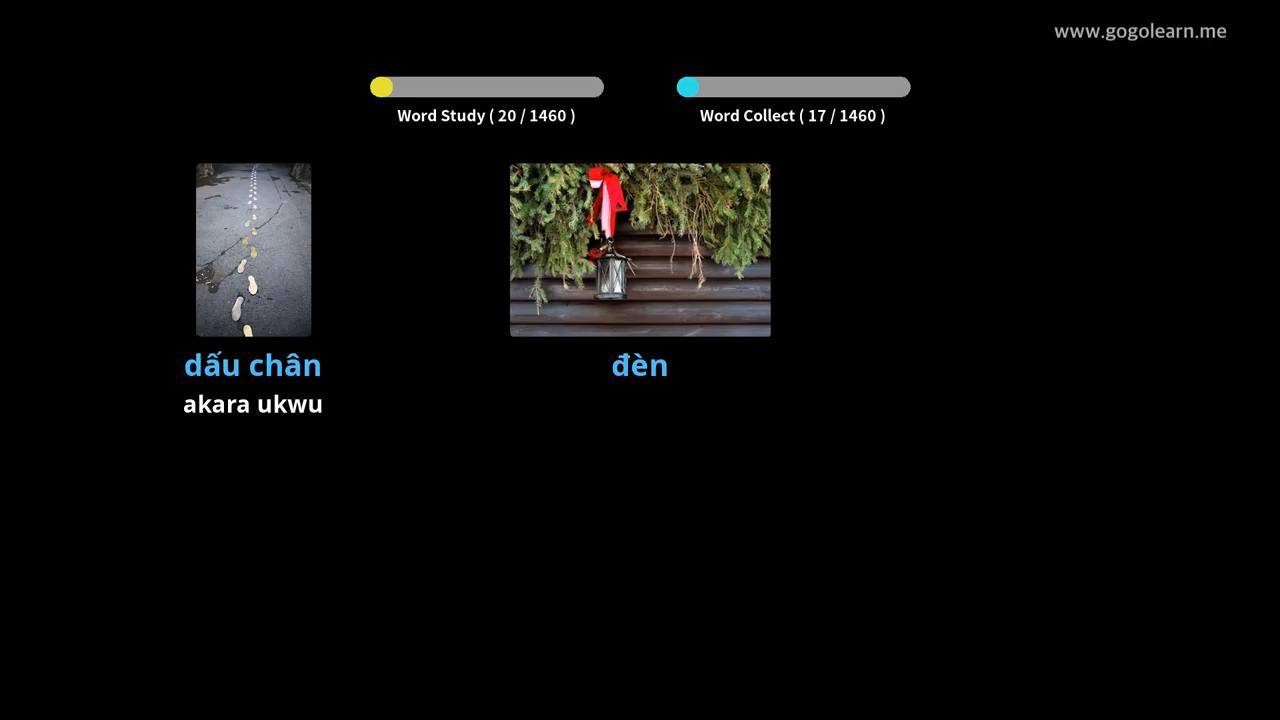 www.gogolearn.me
Word Study ( 20 / 1460 )
Word Collect ( 17 / 1460 )
dấu chân
đèn
akara ukwu